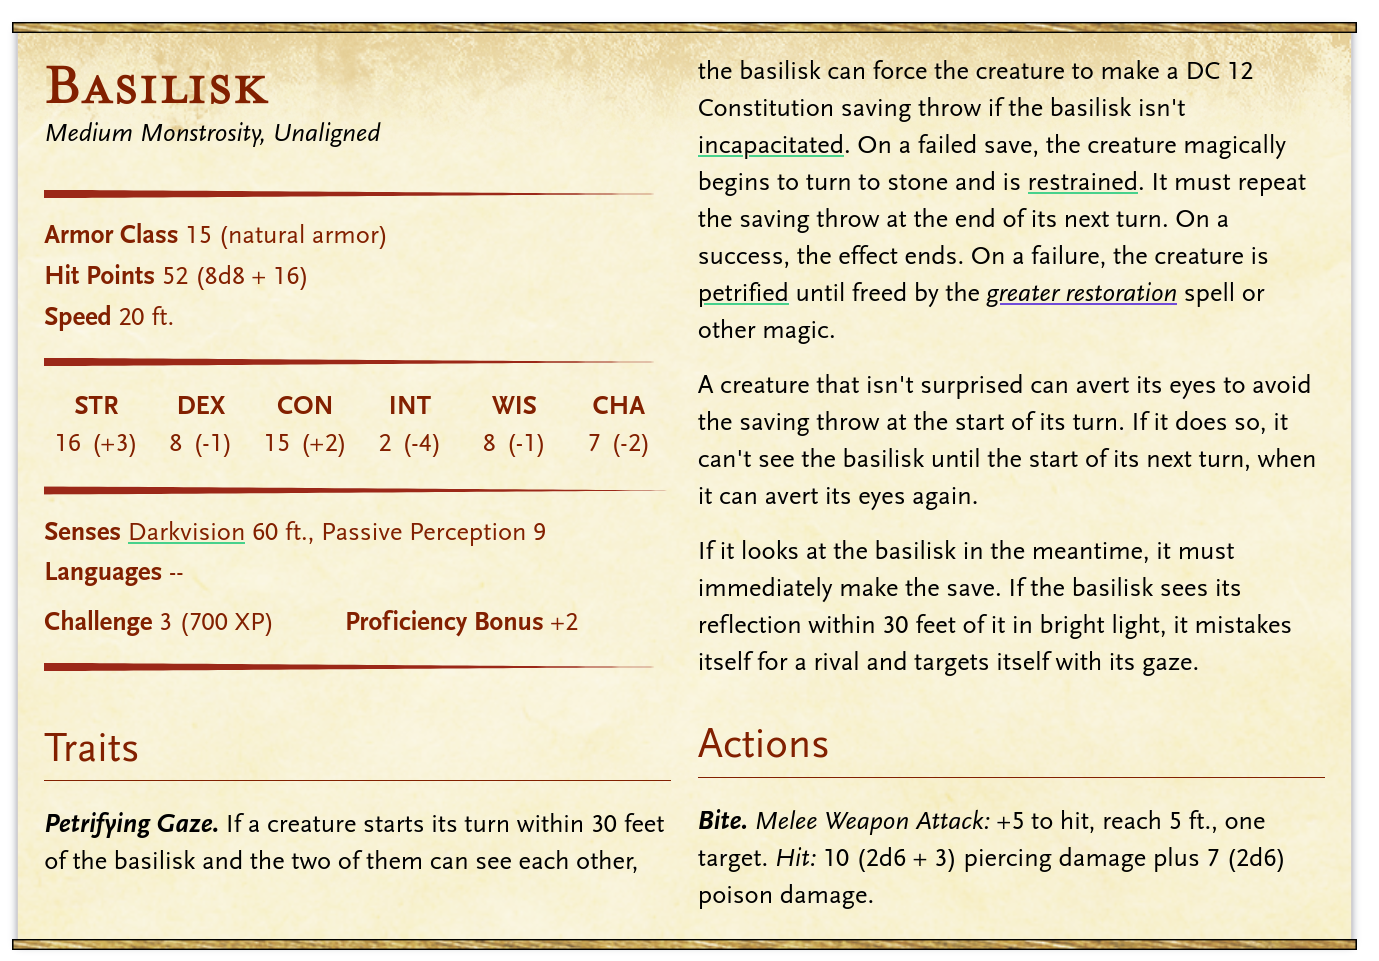 Basilisk
Medium Monstrosity, Unaligned
Armor Class 15 (natural armor)
Hit Points 52 (8d8 + 16)
Speed 20 ft.
STR DEX CON INT WIS CHA
16 (+3) 8 (-1) 15 (+2) 2 (-4) 8 (-1) 7 (-2)
Senses Darkvision 60 ft., Passive Perception 9
Languages --
Challenge 3 (700 XP) Proficiency Bonus +2
Traits
Petrifying Gaze. If a creature starts its turn within 30 feet
of the basilisk and the two of them can see each other,
the basilisk can force the creature to make a DC 12
Constitution saving throw if the basilisk isn't
incapacitated. On a failed save, the creature magically
begins to turn to stone and is restrained. It must repeat
the saving throw at the end of its next turn. On a
success, the effect ends. On a failure, the creature is
petrified until freed by the greater restoration spell or
other magic.
A creature that isn't surprised can avert its eyes to avoid
the saving throw at the start of its turn. If it does so, it
can't see the basilisk until the start of its next turn, when
it can avert its eyes again.
If it looks at the basilisk in the meantime, it must
immediately make the save. If the basilisk sees its
reflection within 30 feet of it in bright light, it mistakes
itself for a rival and targets itself with its gaze.
Actions
Bite. Melee Weapon Attack: +5 to hit, reach 5 ft., one
target. Hit: 10 (2d6 + 3) piercing damage plus 7 (2d6)
poison damage.